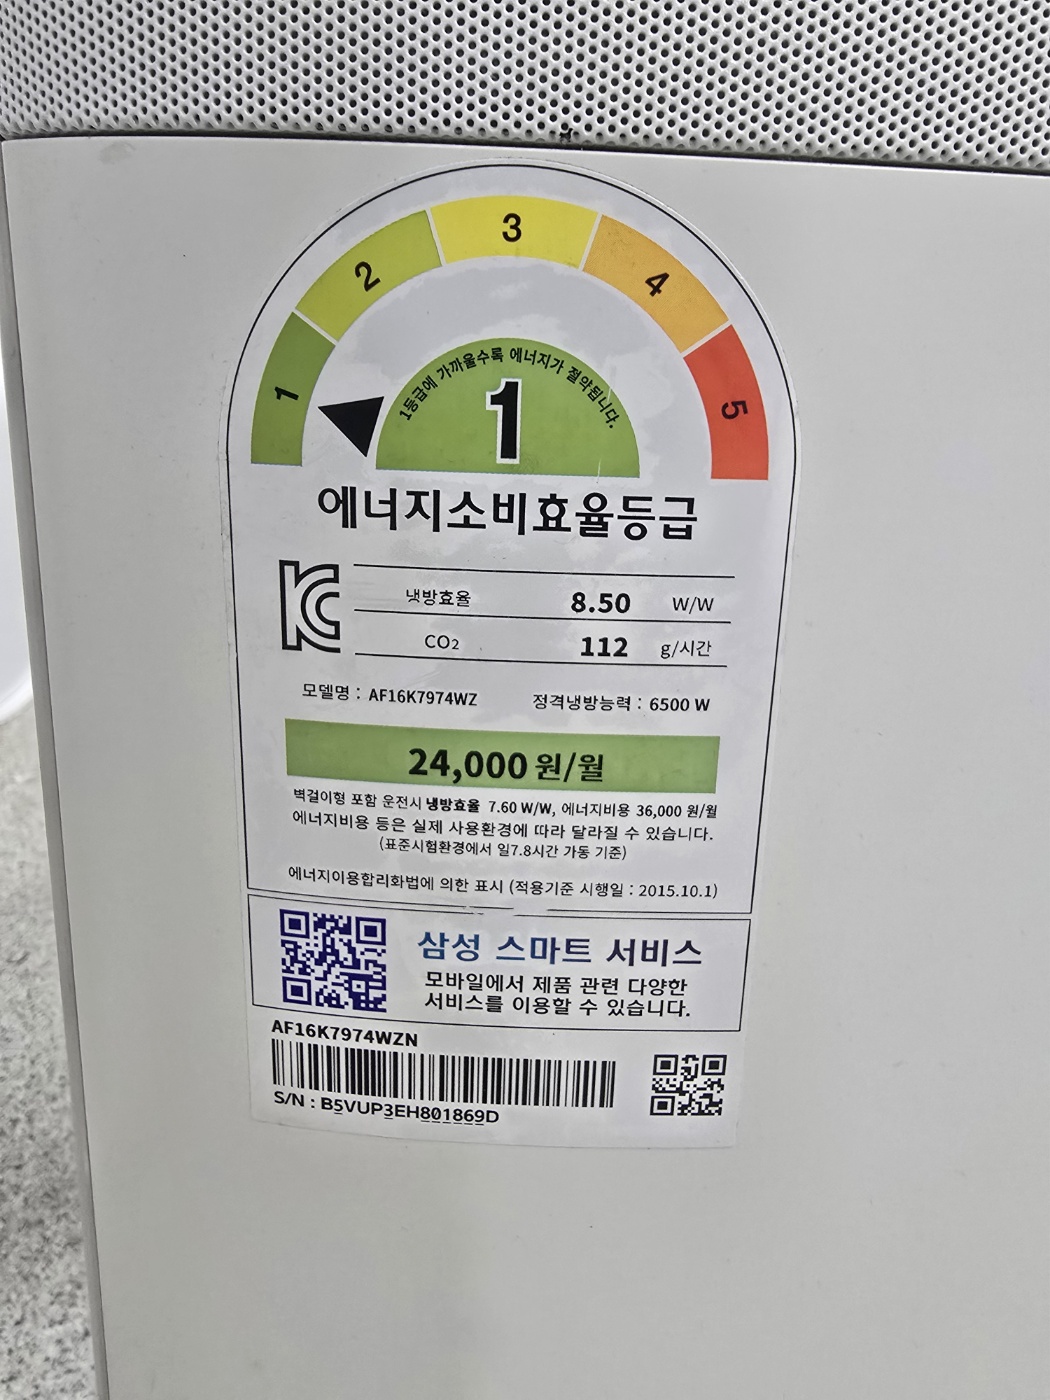 1 2 3 4 5
1등급에 가까울수록 에너지가 절약됩니다.
1
에너지소비효율등급
냉방효율 8.50 W/W
CO₂ 112 g/시간
모델명 : AF16K7974WZ 정격냉방능력 : 6500 W
24,000 원/월
벽걸이형 포함 운전시 냉방효율 7.60 W/W, 에너지비용 36,000 원/월
에너지비용 등은 실제 사용환경에 따라 달라질 수 있습니다.
(표준시험환경에서 일7.8시간 가동 기준)
에너지이용합리화법에 의한 표시 (적용기준 시행일 : 2015.10.1)
삼성 스마트 서비스
모바일에서 제품 관련 다양한
서비스를 이용할 수 있습니다.
AF16K7974WZN
S/N : B5VUP3EH801869D